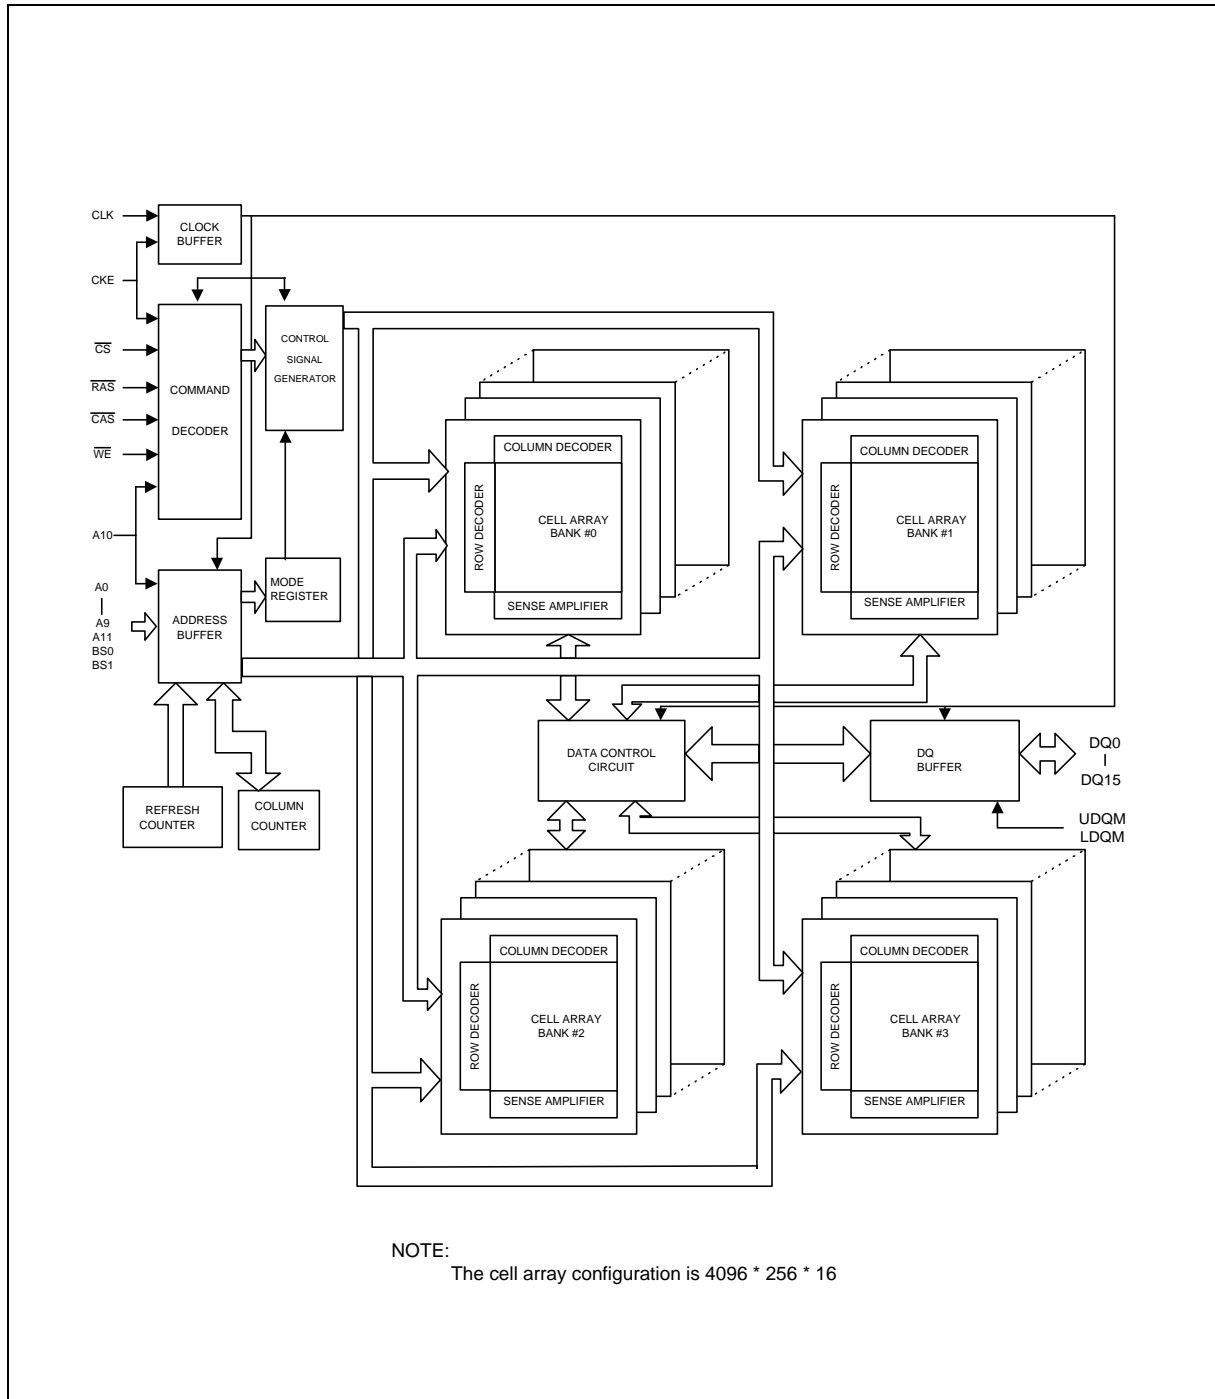 CLK
CLOCK
BUFFER
CKE
CS
RAS
CAS
WE
COMMAND
DECODER
CONTROL
SIGNAL
GENERATOR
A10
A0
A9
A11
BS0
BS1
ADDRESS
BUFFER
MODE
REGISTER
REFRESH
COUNTER
COLUMN
COUNTER
COLUMN DECODER
ROW DECODER
CELL ARRAY
BANK #0
SENSE AMPLIFIER
COLUMN DECODER
ROW DECODER
CELL ARRAY
BANK #1
SENSE AMPLIFIER
DATA CONTROL
CIRCUIT
DQ
BUFFER
DQ0
DQ15
UDQM
LDQM
COLUMN DECODER
ROW DECODER
CELL ARRAY
BANK #2
SENSE AMPLIFIER
COLUMN DECODER
ROW DECODER
CELL ARRAY
BANK #3
SENSE AMPLIFIER
NOTE:
The cell array configuration is 4096 * 256 * 16